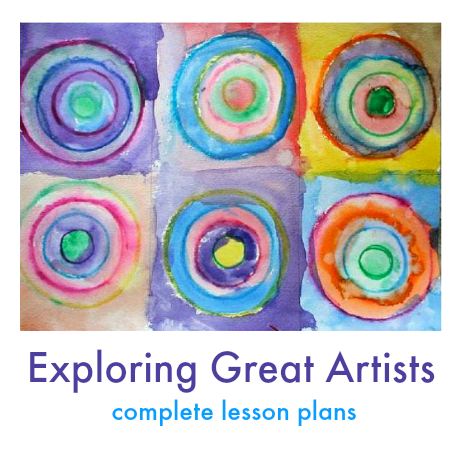 Exploring Great Artists
complete lesson plans